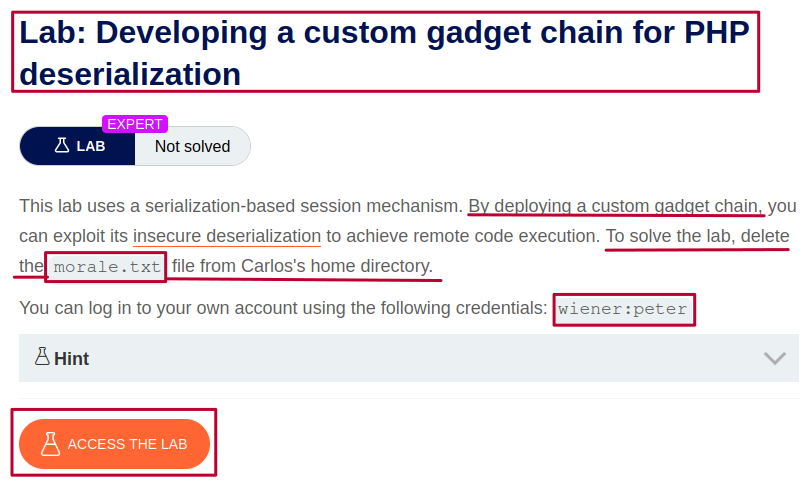 Lab: Developing a custom gadget chain for PHP
deserialization
EXPERT
LAB Not solved
This lab uses a serialization-based session mechanism. By deploying a custom gadget chain, you
can exploit its insecure deserialization to achieve remote code execution. To solve the lab, delete
the morale.txt file from Carlos's home directory.
You can log in to your own account using the following credentials: wiener:peter
Hint
ACCESS THE LAB